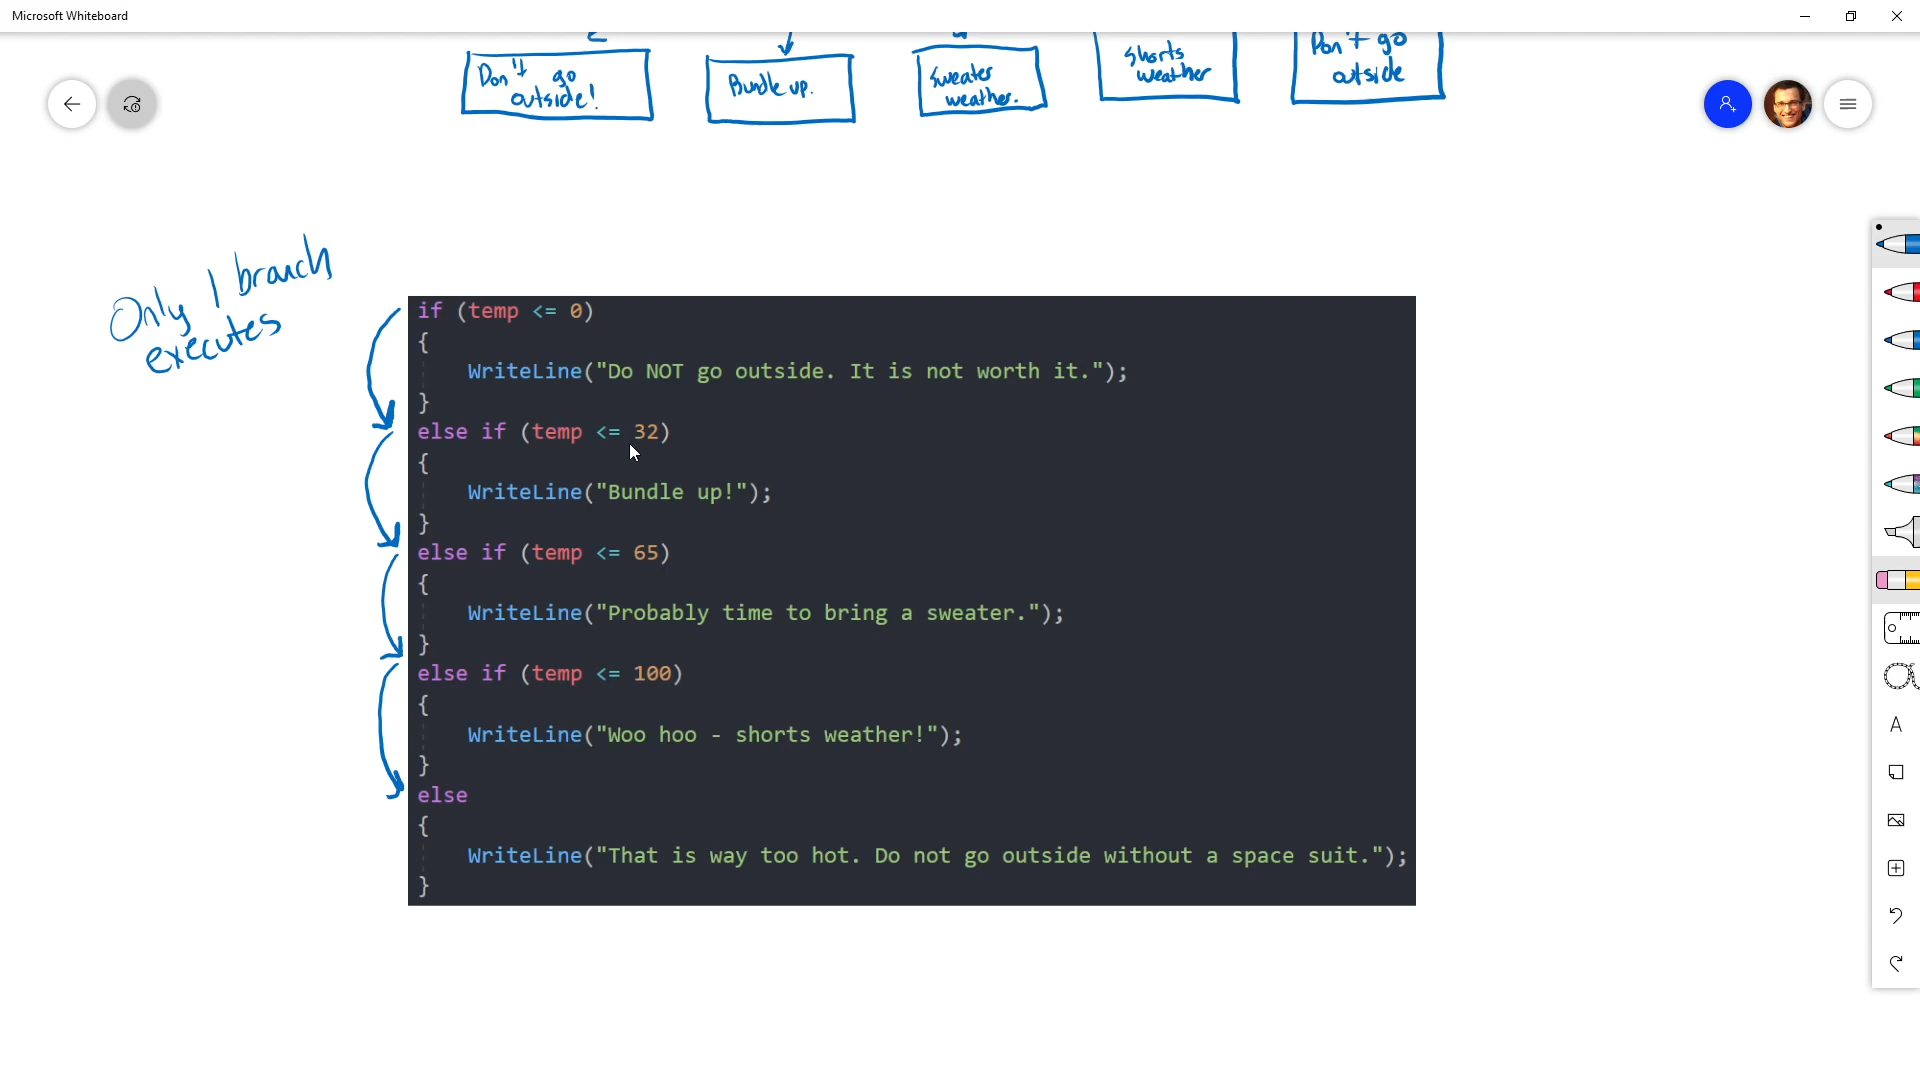 Microsoft Whiteboard
Don't go
outside!
Bundle up.
Sweater
weather.
Shorts
weather
Don't go
outside
Only 1 branch
executes
if (temp <= 0)
{
WriteLine("Do NOT go outside. It is not worth it.");
}
else if (temp <= 32)
{
WriteLine("Bundle up!");
}
else if (temp <= 65)
{
WriteLine("Probably time to bring a sweater.");
}
else if (temp <= 100)
{
WriteLine("Woo hoo - shorts weather!");
}
else
{
WriteLine("That is way too hot. Do not go outside without a space suit.");
}
A